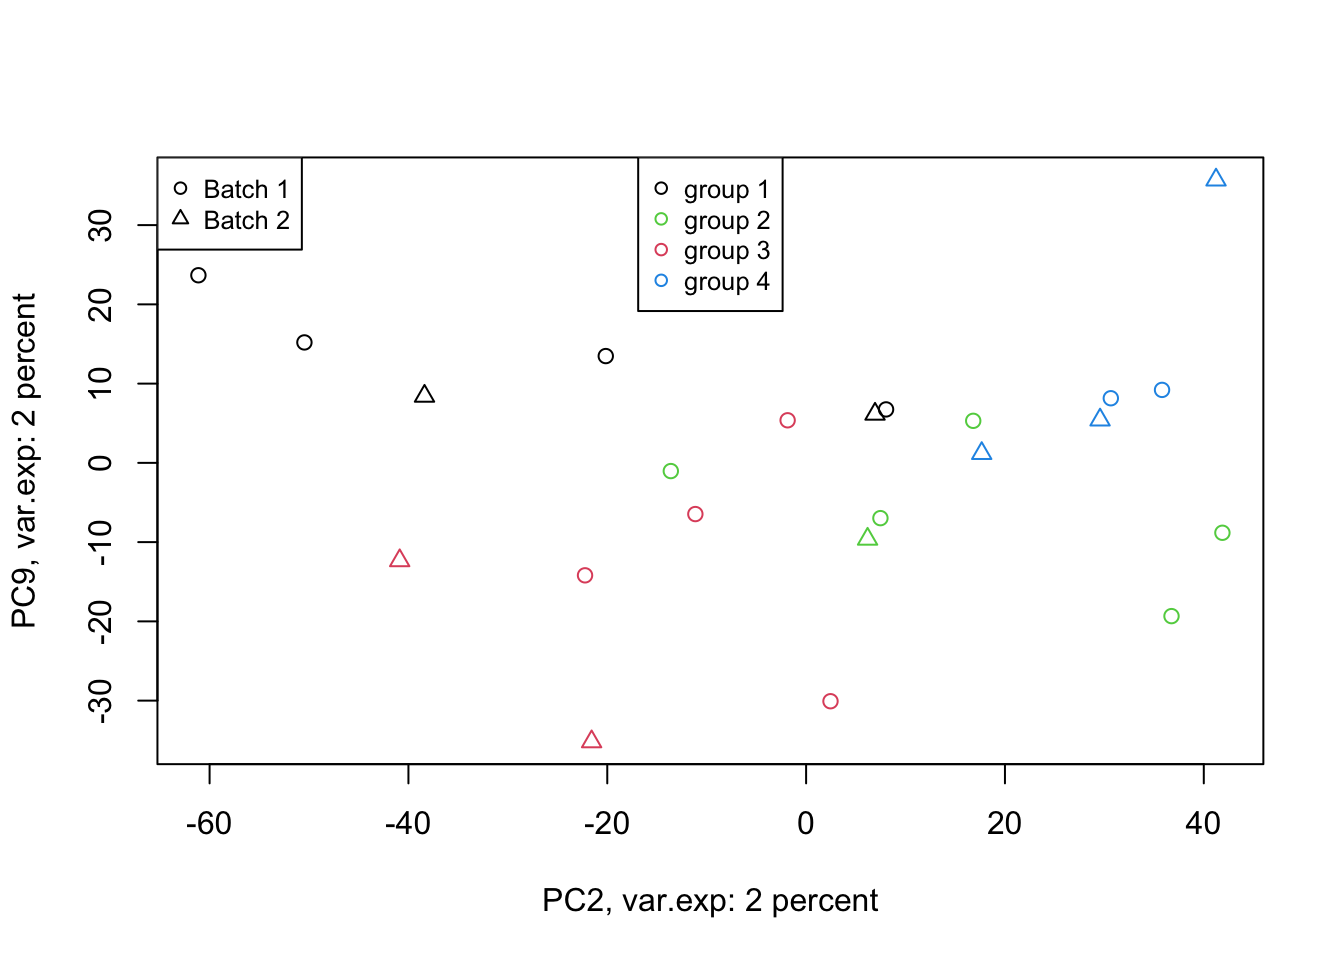 Batch 1
Batch 2
group 1
group 2
group 3
group 4
30
20
10
0
-10
-20
-30
PC9, var.exp: 2 percent
-60 -40 -20 0 20 40
PC2, var.exp: 2 percent